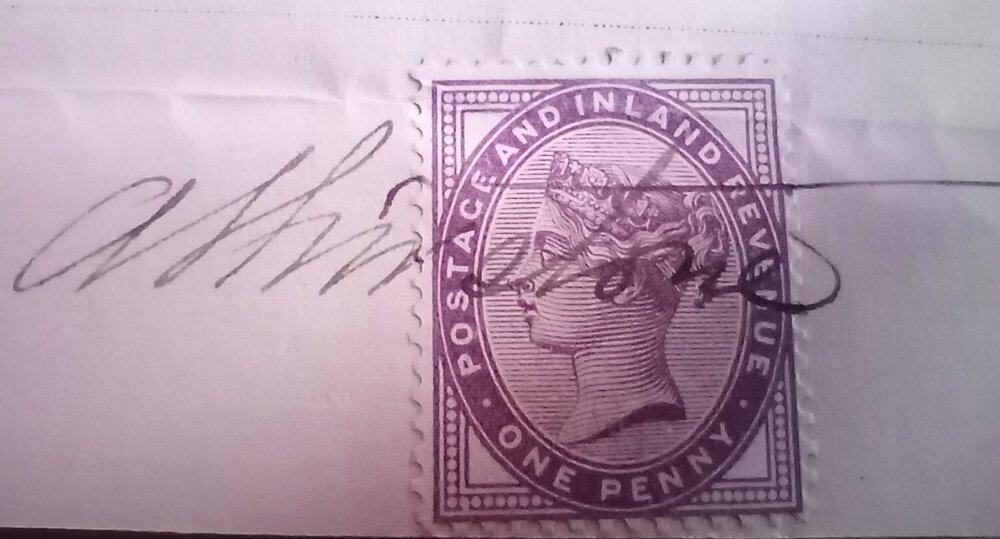 POSTAGE AND INLAND REVENUE
ONE PENNY